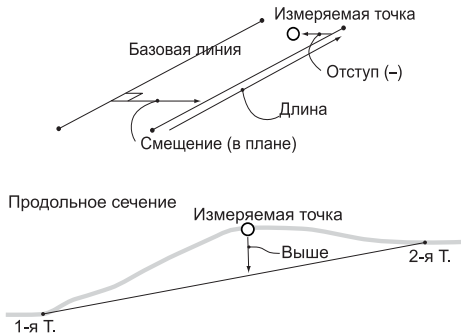 Измеряемая точка
Базовая линия
Отступ (–)
Длина
Смещение (в плане)
Продольное сечение
Измеряемая точка
Выше
2-я Т.
1-я Т.